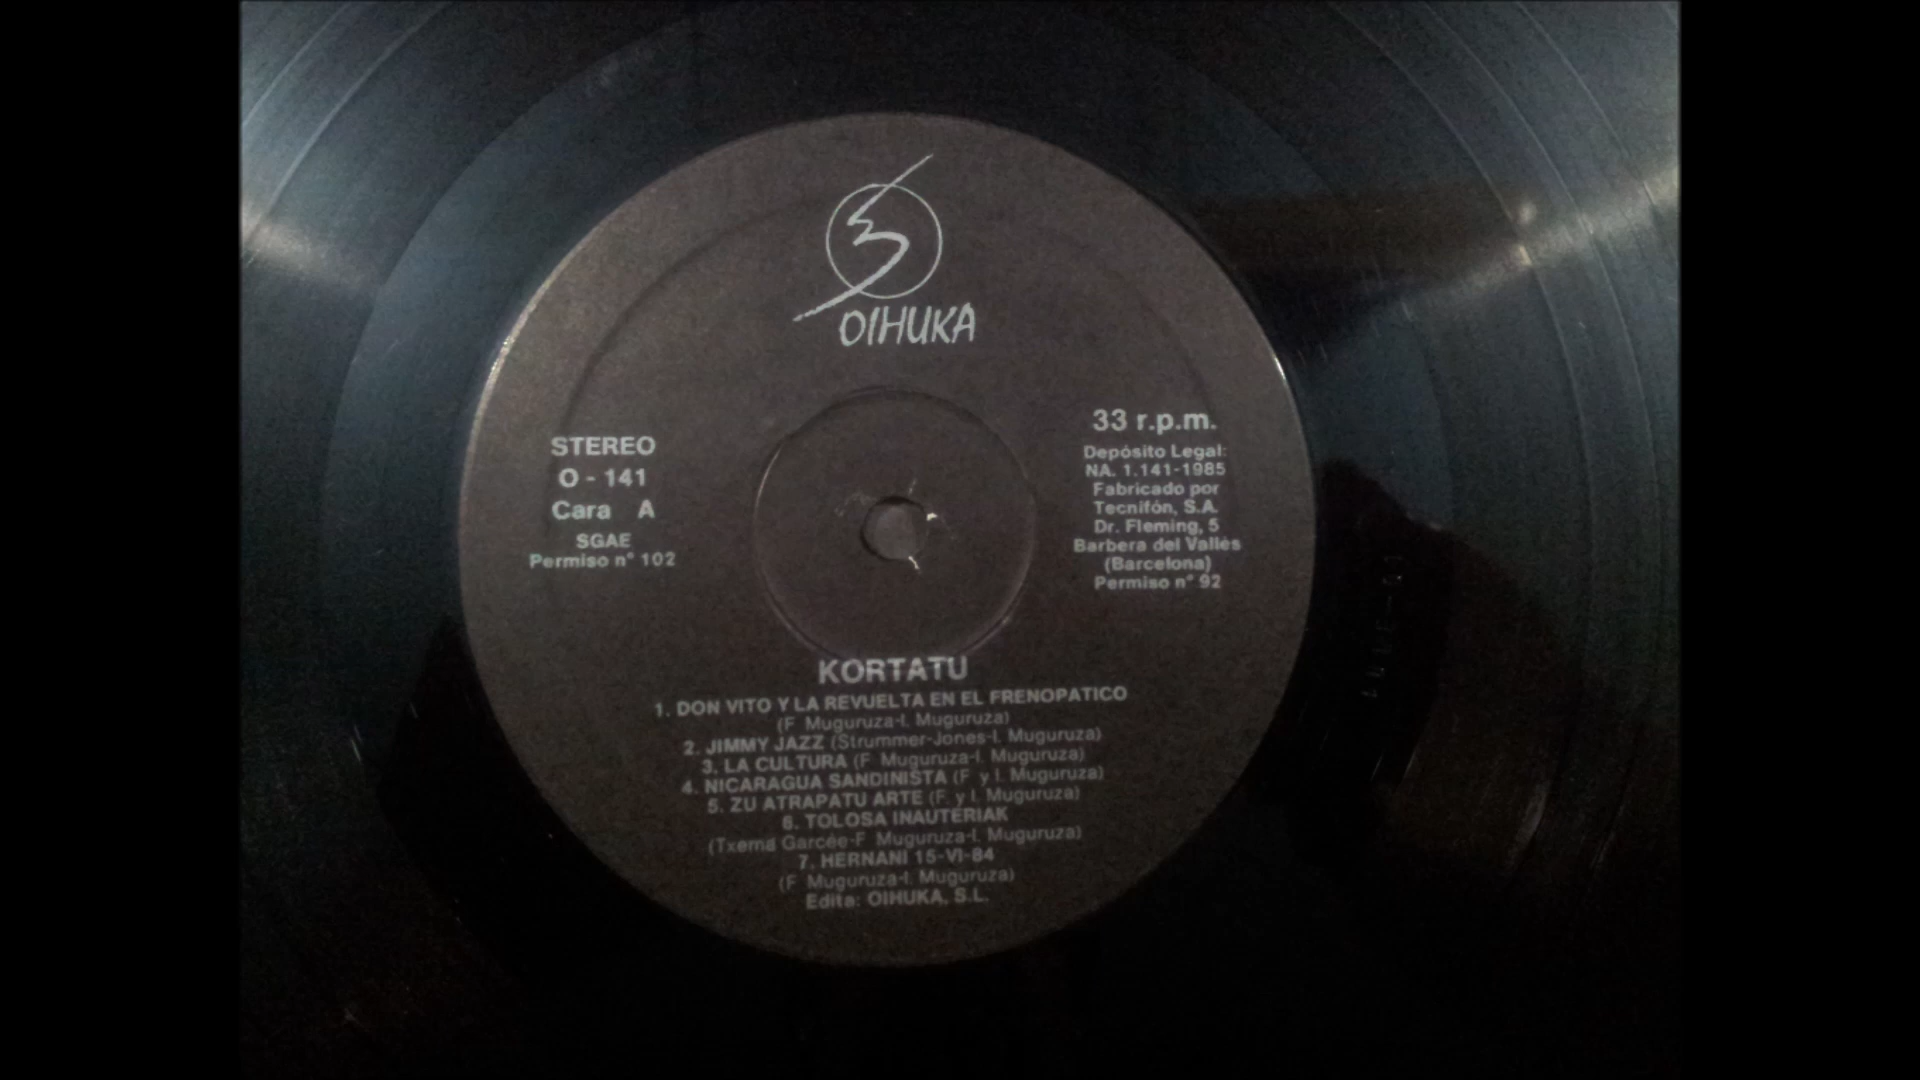 OIHUKA
STEREO
O - 141
Cara A
SGAE
Permiso n° 102
33 r.p.m.
Depósito Legal:
NA. 1.141-1985
Fabricado por
Tecnifón, S.A.
Dr. Fleming, 5
Barbera del Vallés
(Barcelona)
Permiso n° 92
KORTATU
1. DON VITO Y LA REVUELTA EN EL FRENOPATICO
(F. Muguruza-I. Muguruza)
2. JIMMY JAZZ (Strummer-Jones-I. Muguruza)
3. LA CULTURA (F. Muguruza-I. Muguruza)
4. NICARAGUA SANDINISTA (F. y I. Muguruza)
5. ZU ATRAPATU ARTE (F. y I. Muguruza)
6. TOLOSA INAUTERIAK
(Txema Garcée-F. Muguruza-I. Muguruza)
7. HERNANI 15-VI-84
(F. Muguruza-I. Muguruza)
Edita: OIHUKA, S.L.